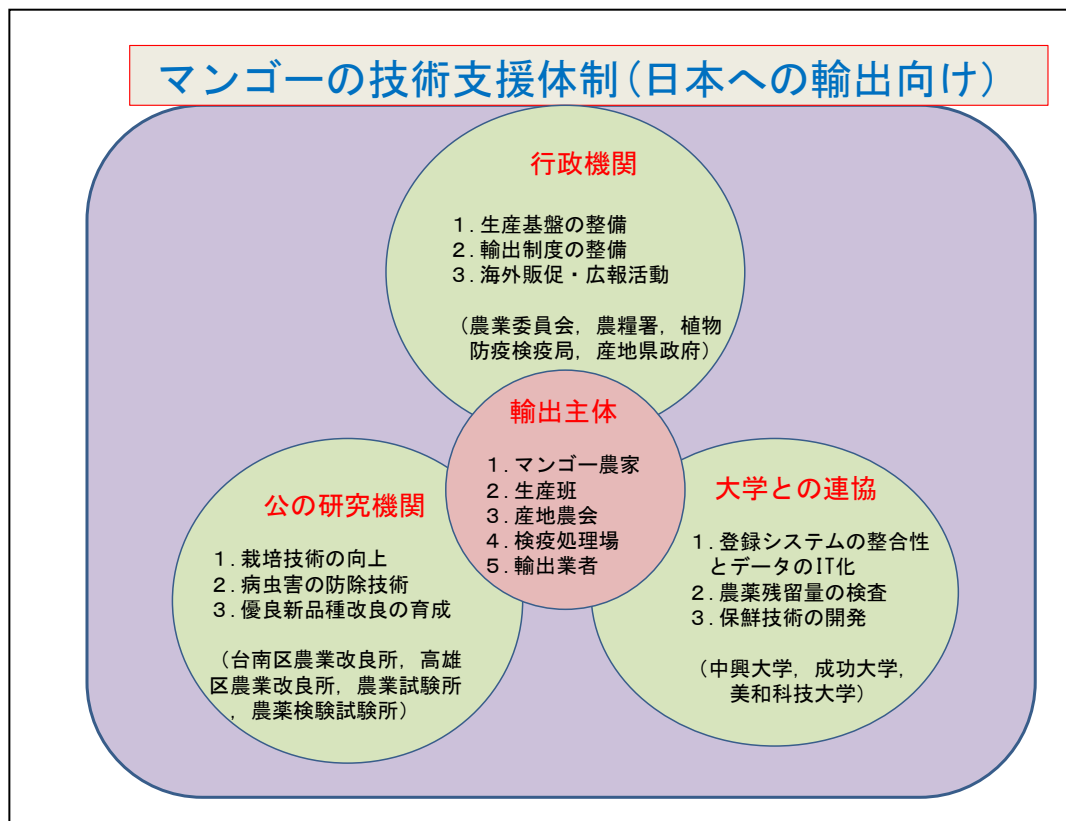 マンゴーの技術支援体制(日本への輸出向け)
行政機関
1.生産基盤の整備
2.輸出制度の整備
3.海外販促・広報活動
(農業委員会,農糧署,植物
防疫検疫局,産地県政府)
輸出主体
1.マンゴー農家
2.生産班
3.産地農会
4.検疫処理場
5.輸出業者
公の研究機関
1.栽培技術の向上
2.病虫害の防除技術
3.優良新品種改良の育成
(台南区農業改良所,高雄
区農業改良所,農業試験所
,農薬検験試験所)
大学との連協
1.登録システムの整合性
とデータのIT化
2.農薬残留量の検査
3.保鮮技術の開発
(中興大学,成功大学,
美和科技大学)